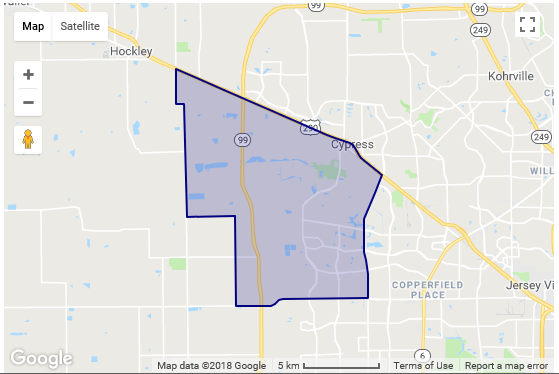 Map
Satellite
99
249
Hockley
Kohrville
290
249
99
Cypress
WILL
COPPERFIELD
PLACE
Jersey Vi
6
Google
Map data ©2018 Google
5 km
Terms of Use
Report a map error